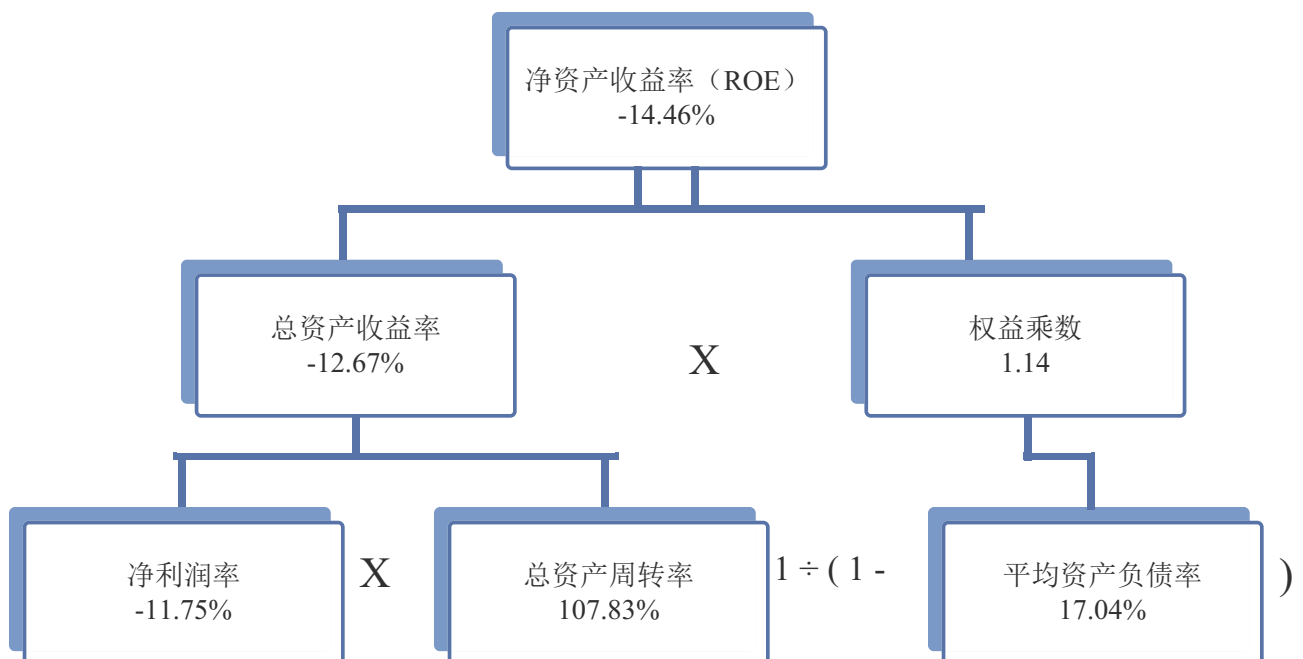 净资产收益率（ROE）
-14.46%
总资产收益率
-12.67%
X
权益乘数
1.14
净利润率
-11.75%
X
总资产周转率
107.83%
1 ÷ ( 1 -
平均资产负债率
17.04%
)